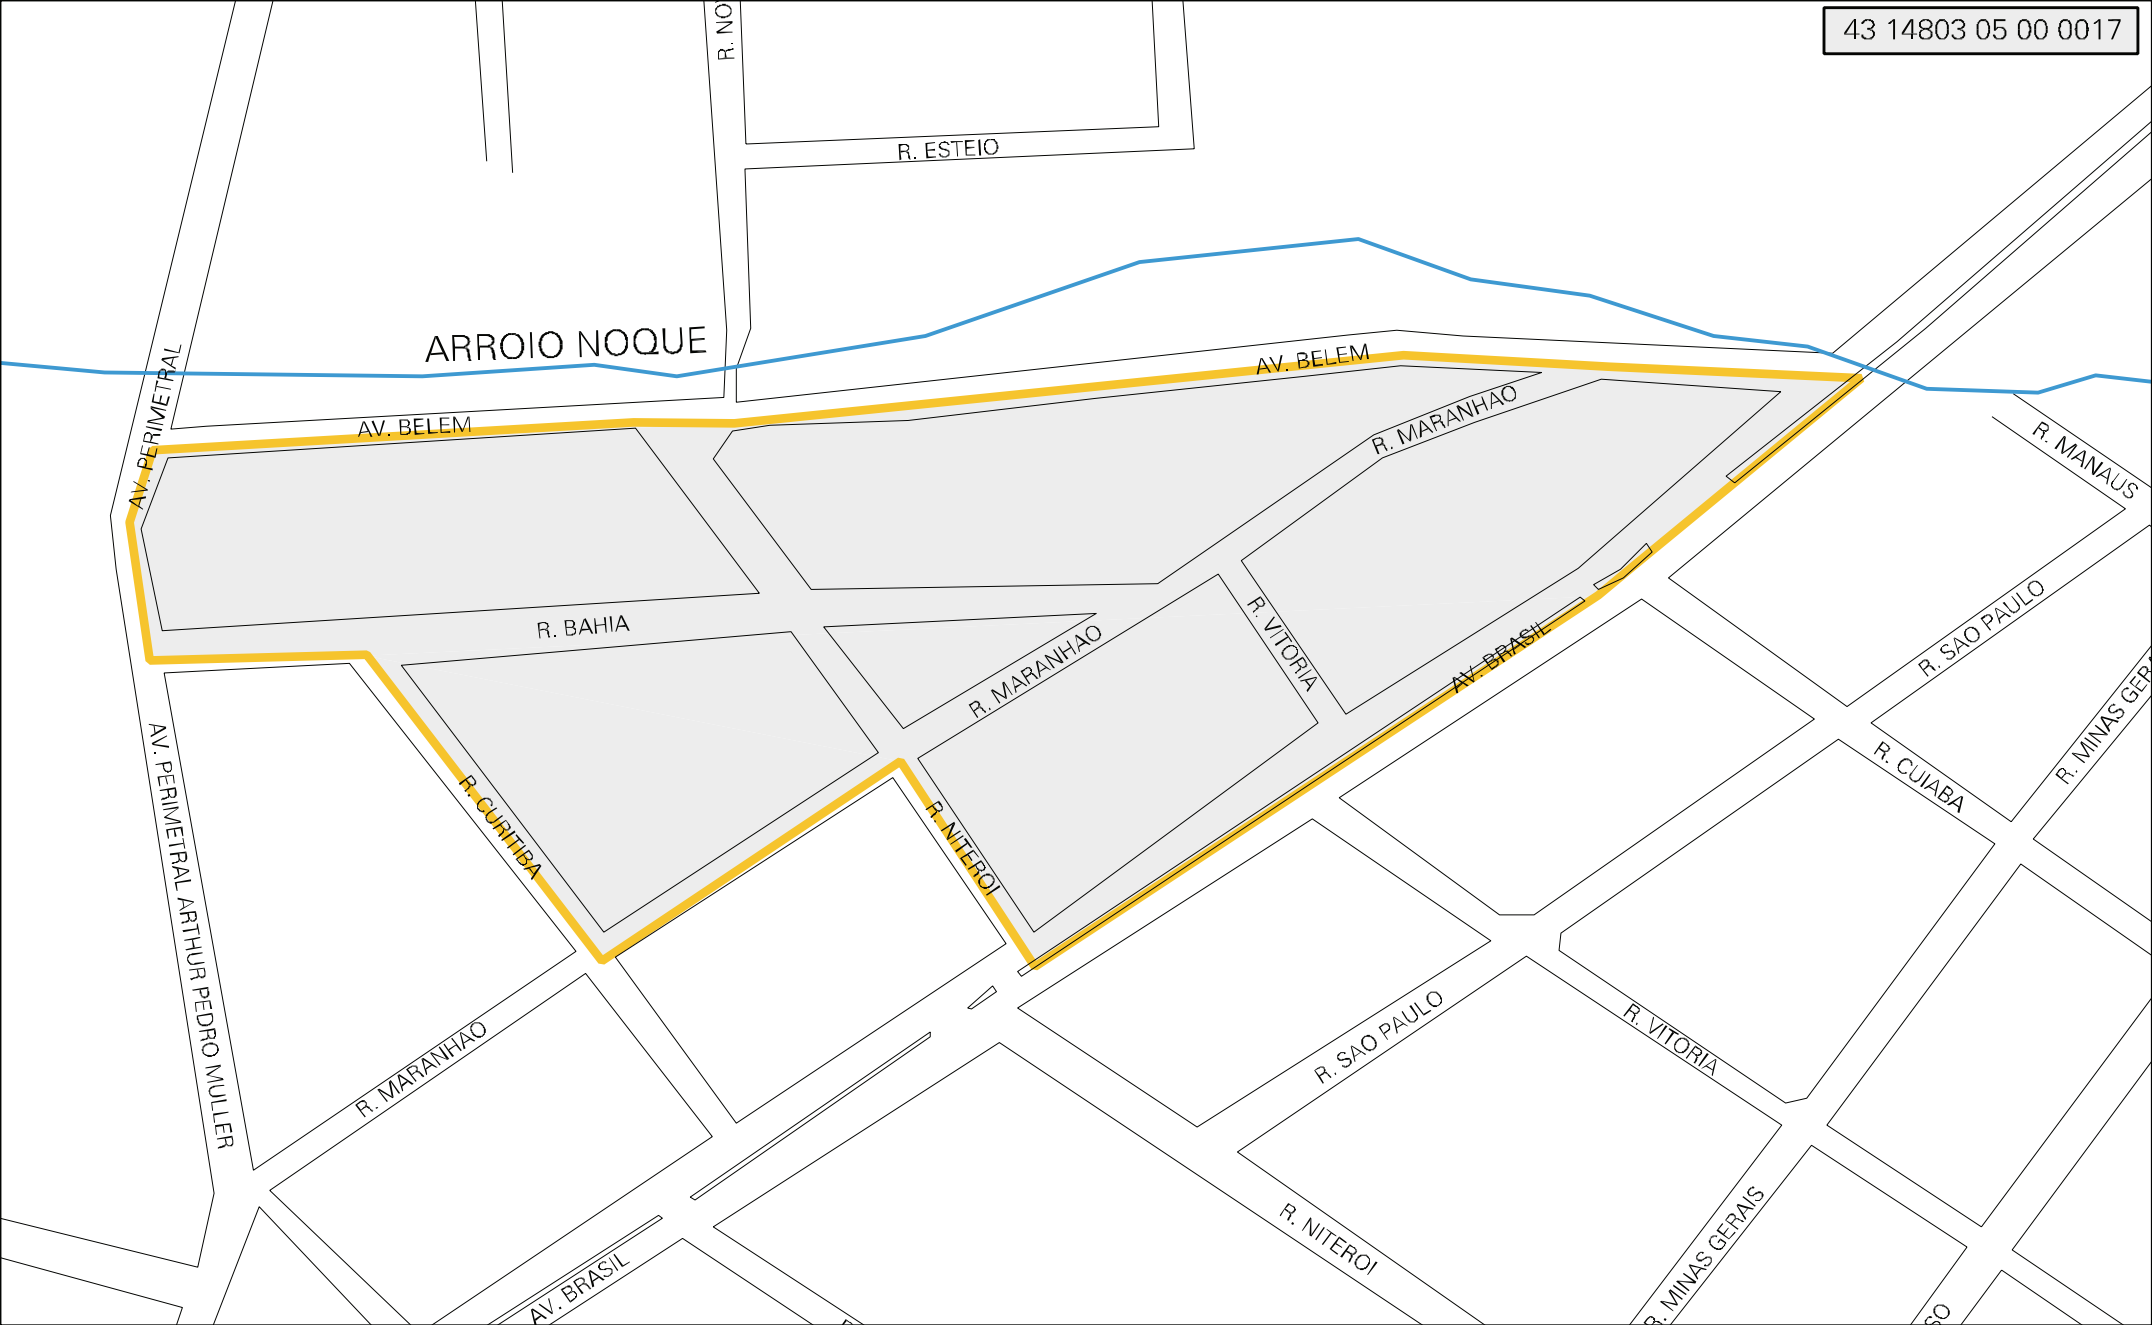 43 14803 05 00 0017
R. NO
R. ESTEIO
ARROIO NOQUE
AV. BELEM
AV. PERIMETRAL
AV. BELEM
R. MARANHAO
R. MANAUS
R. BAHIA
R. VITORIA
R. MARANHAO
AV. BRASIL
R. SAO PAULO
R. MINAS GER
R. CUIABA
R. CURITIBA
R. NITEROI
AV. PERIMETRAL ARTHUR PEDRO MULLER
R. MARANHAO
R. SAO PAULO
R. VITORIA
R. NITEROI
R. MINAS GERAIS
AV. BRASIL
SO